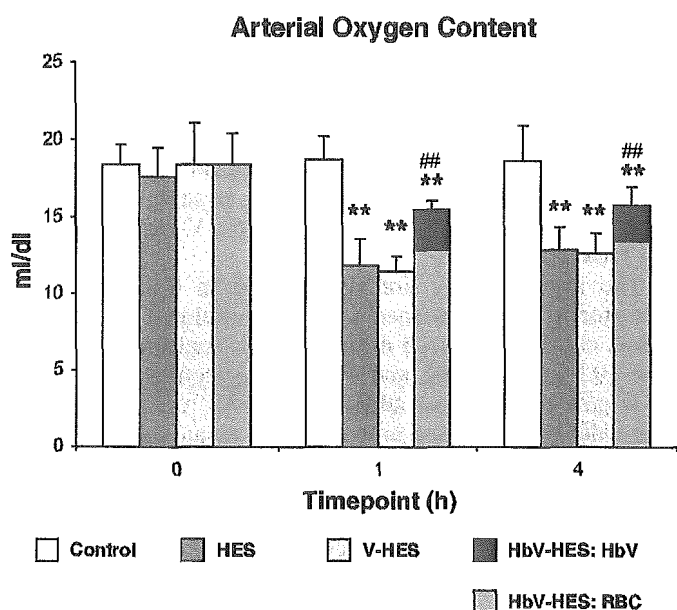 Arterial Oxygen Content
ml/dl
25
20
15
10
5
0
** ** ## **
** ** ## **
0 1 4
Timepoint (h)
Control HES V-HES HbV-HES: HbV
HbV-HES: RBC